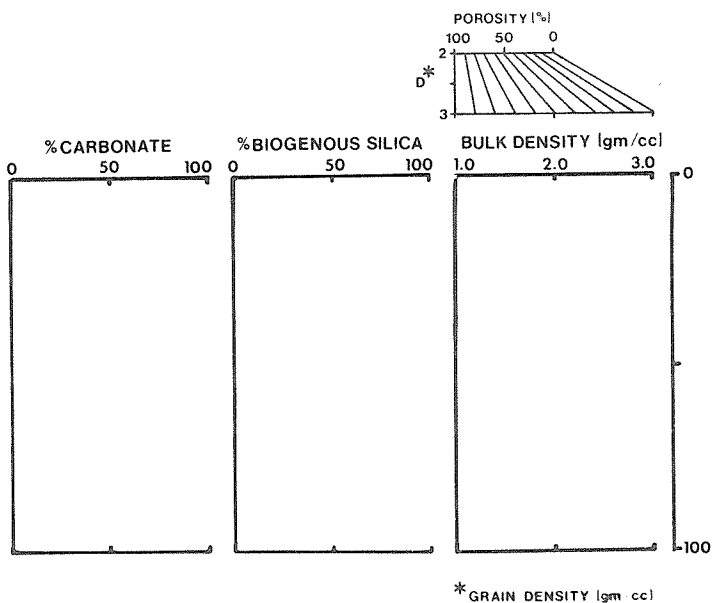 POROSITY (%)
100 50 0
2
D*
3
%CARBONATE %BIOGENOUS SILICA BULK DENSITY (gm/cc)
0 50 100 0 50 100 1.0 2.0 3.0 0
100
*GRAIN DENSITY (gm cc)